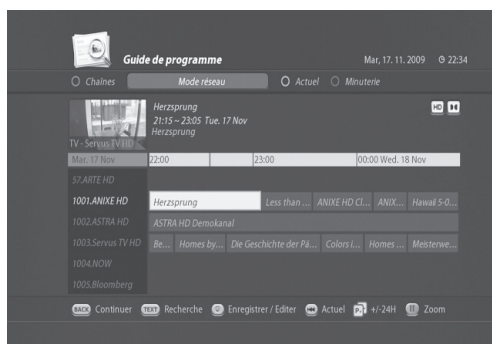 Guide de programme Mar, 17. 11. 2009 22:34
Chaînes Mode réseau Actuel Minuterie
Herzsprung
21:15 ~ 23:05 Tue. 17 Nov
Herzsprung
HD
TV - Servus TV HD
Mar. 17 Nov 22:00 23:00 00:00 Wed. 18 Nov
57.ARTE HD
1001.ANIXE HD Herzsprung Less than ... ANIXE HD Cl... ANIX... Hawaii 5-0...
1002.ASTRA HD ASTRA HD Demokanal
1003.Servus TV HD Be... Homes by... Die Geschichte der Pä... Colors i... Homes ... Meisterwe...
1004.NOW
1005.Bloomberg
BACK Continuer TEXT Recherche Enregistrer / Editer Actuel P. +/-24H Zoom